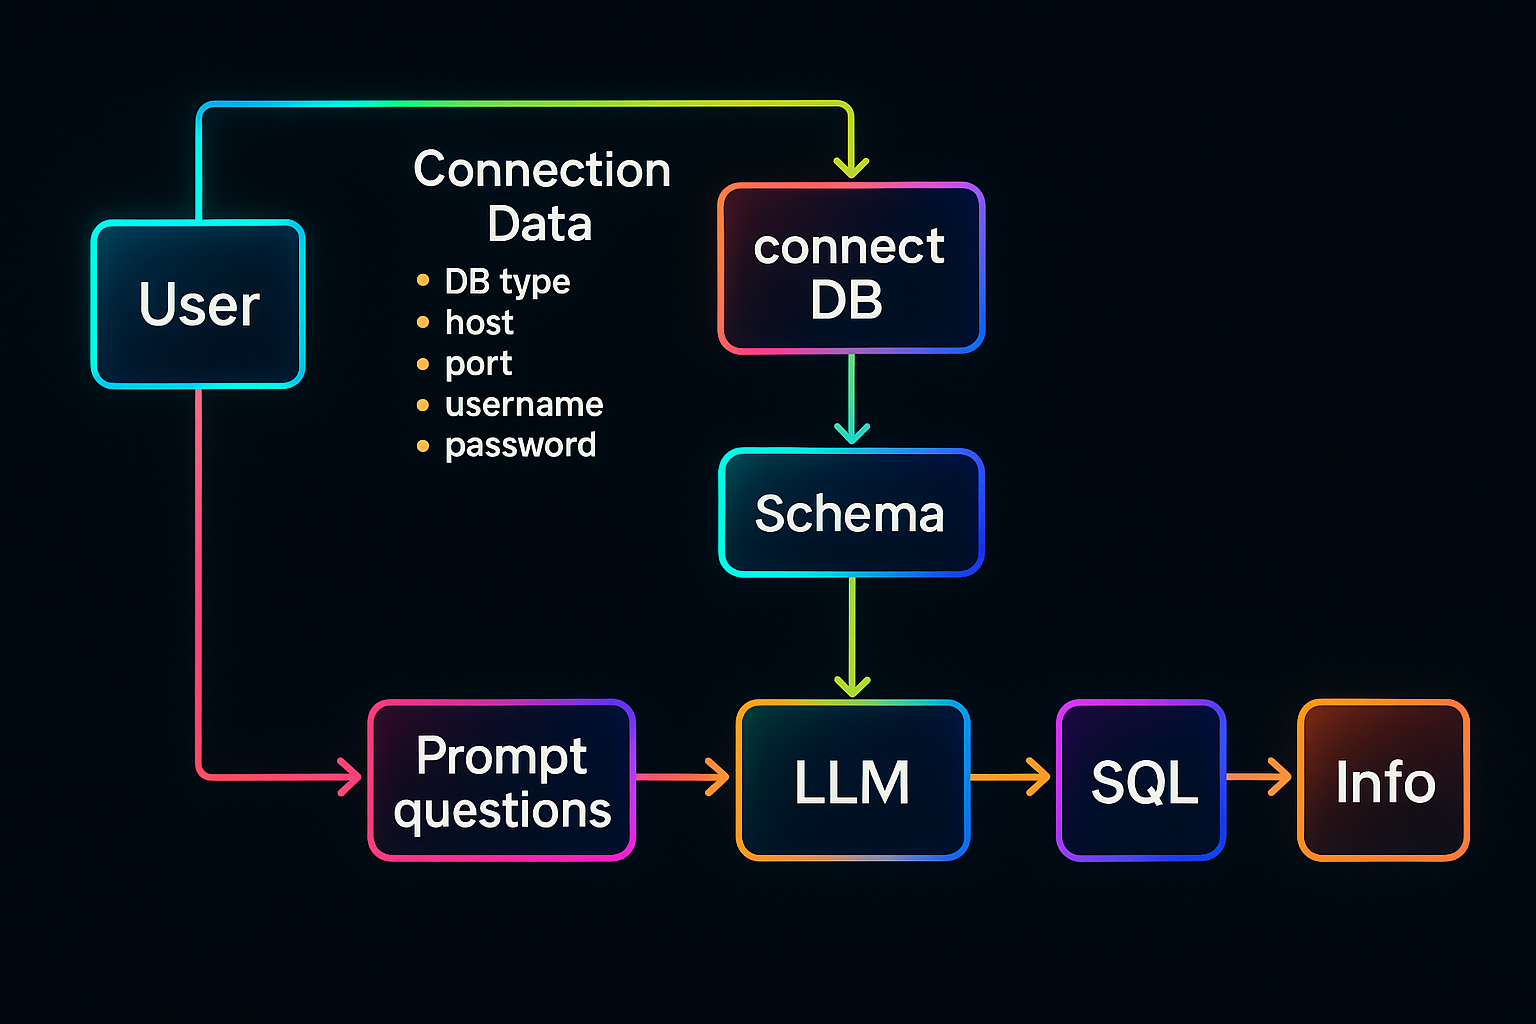 Connection
Data
DB type
host
port
username
password
User
connect
DB
Schema
Prompt
questions
LLM
SQL
Info